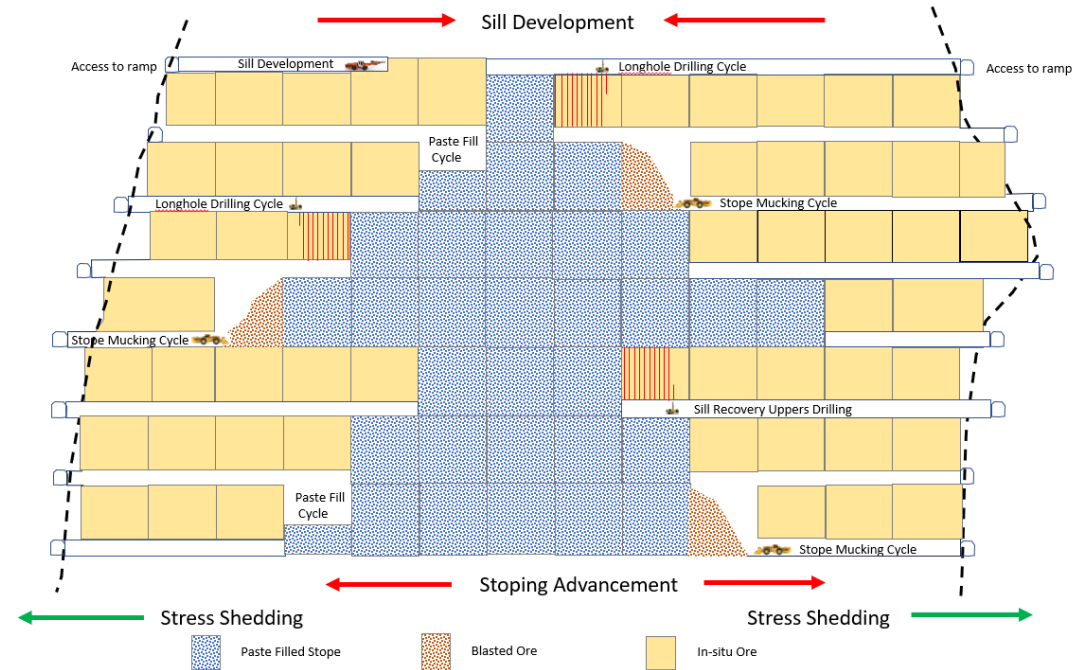 Sill Development
Access to ramp
Sill Development
Longhole Drilling Cycle
Access to ramp
Paste Fill
Cycle
Longhole Drilling Cycle
Stope Mucking Cycle
Stope Mucking Cycle
Sill Recovery Uppers Drilling
Paste Fill
Cycle
Stope Mucking Cycle
Stoping Advancement
Stress Shedding
Stress Shedding
Paste Filled Stope
Blasted Ore
In-situ Ore